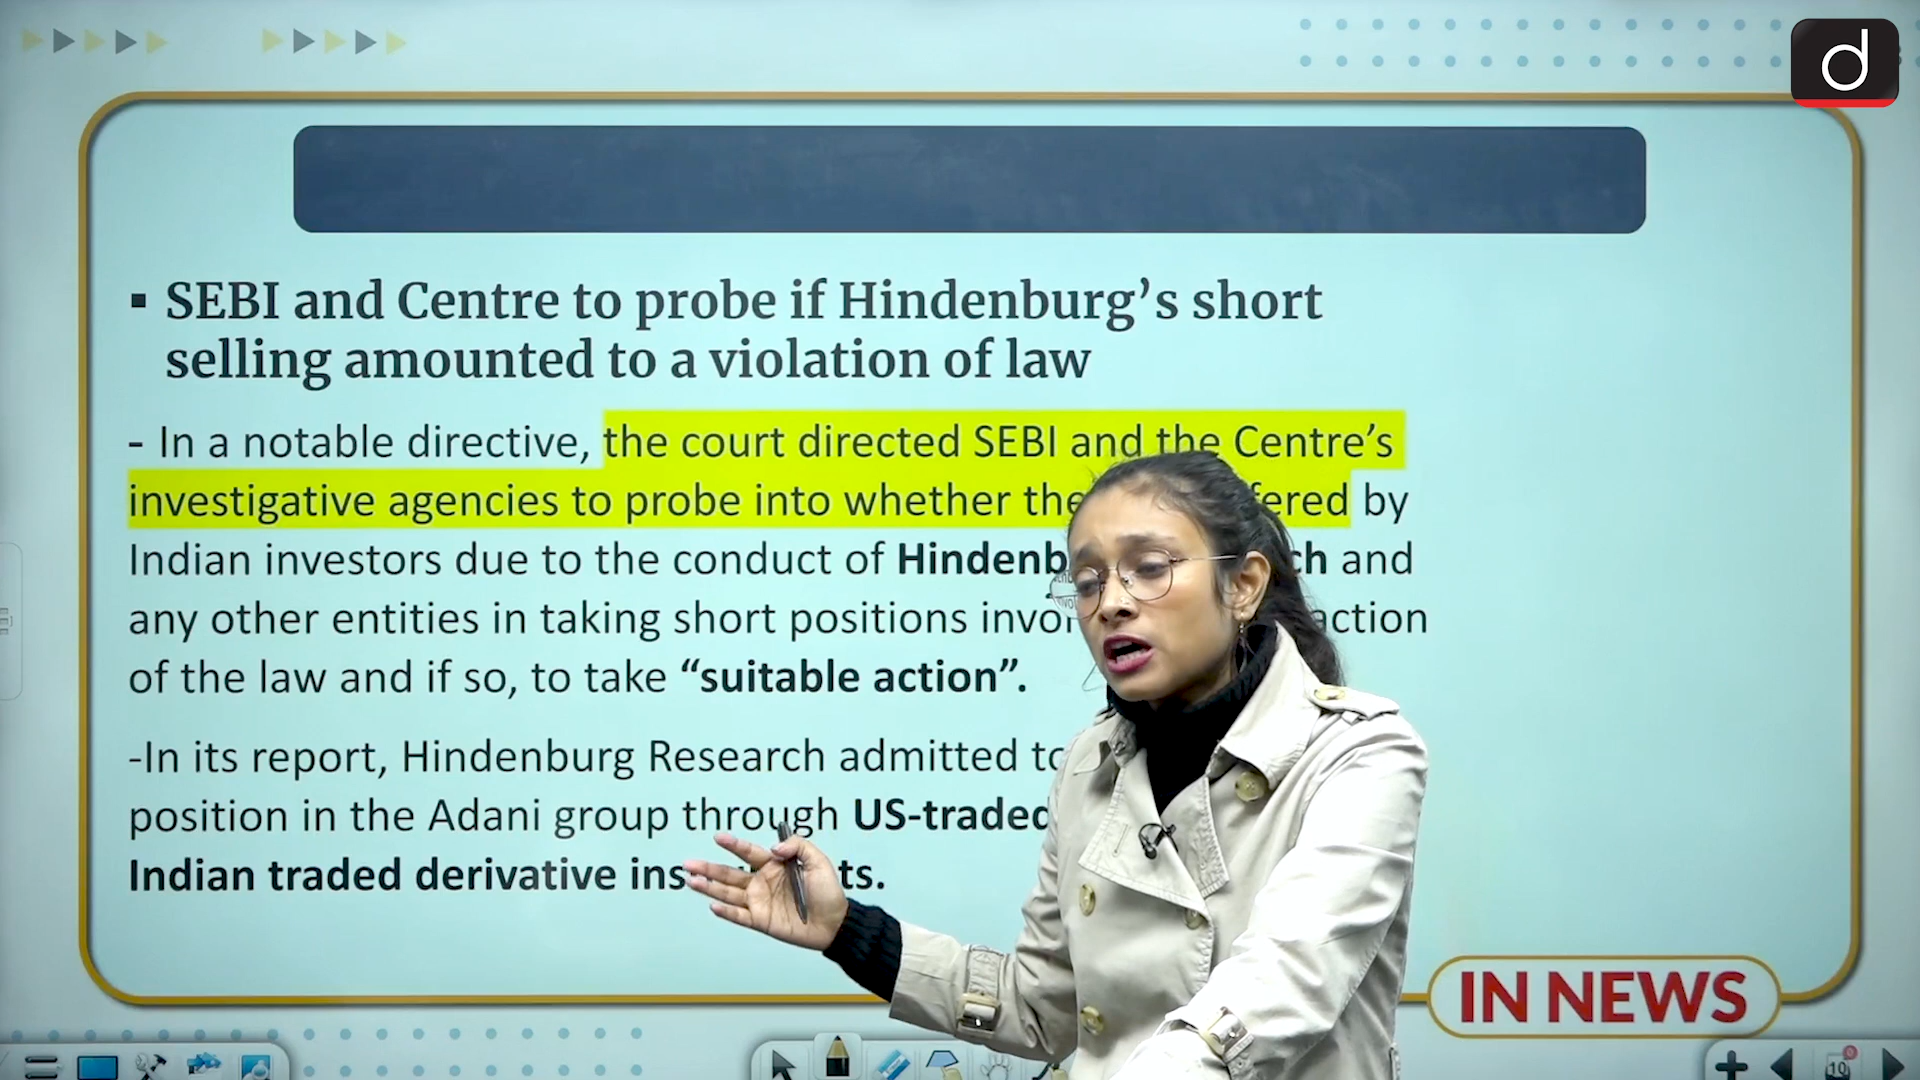 d
▪ SEBI and Centre to probe if Hindenburg’s short
selling amounted to a violation of law
- In a notable directive, the court directed SEBI and the Centre’s
investigative agencies to probe into whether the by
Indian investors due to the conduct of and
any other entities in taking short positions
of the law and if so, to take “suitable action”.
-In its report, Hindenburg Research admitted
position in the Adani group through US-traded
Indian traded derivative
IN NEWS
10